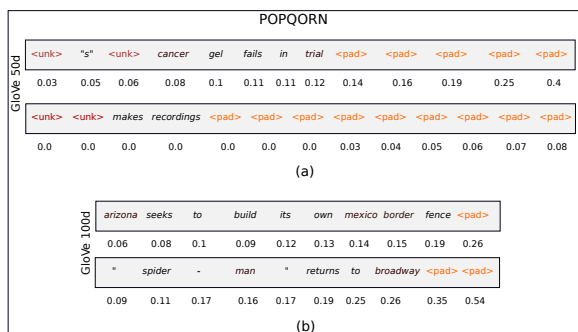 POPQORN
GloVe 50d
<unk> "s" <unk> cancer gel fails in trial <pad> <pad> <pad> <pad> <pad>
0.03 0.05 0.06 0.08 0.1 0.11 0.11 0.12 0.14 0.16 0.19 0.25 0.4
<unk> <unk> makes recordings <pad> <pad> <pad> <pad> <pad> <pad> <pad> <pad> <pad>
0.0 0.0 0.0 0.0 0.0 0.0 0.0 0.03 0.04 0.05 0.06 0.07 0.08
(a)
GloVe 100d
arizona seeks to build its own mexico border fence <pad>
0.06 0.08 0.1 0.09 0.12 0.13 0.14 0.15 0.19 0.26
" spider - man " returns to broadway <pad> <pad>
0.09 0.11 0.17 0.16 0.17 0.19 0.25 0.26 0.35 0.54
(b)